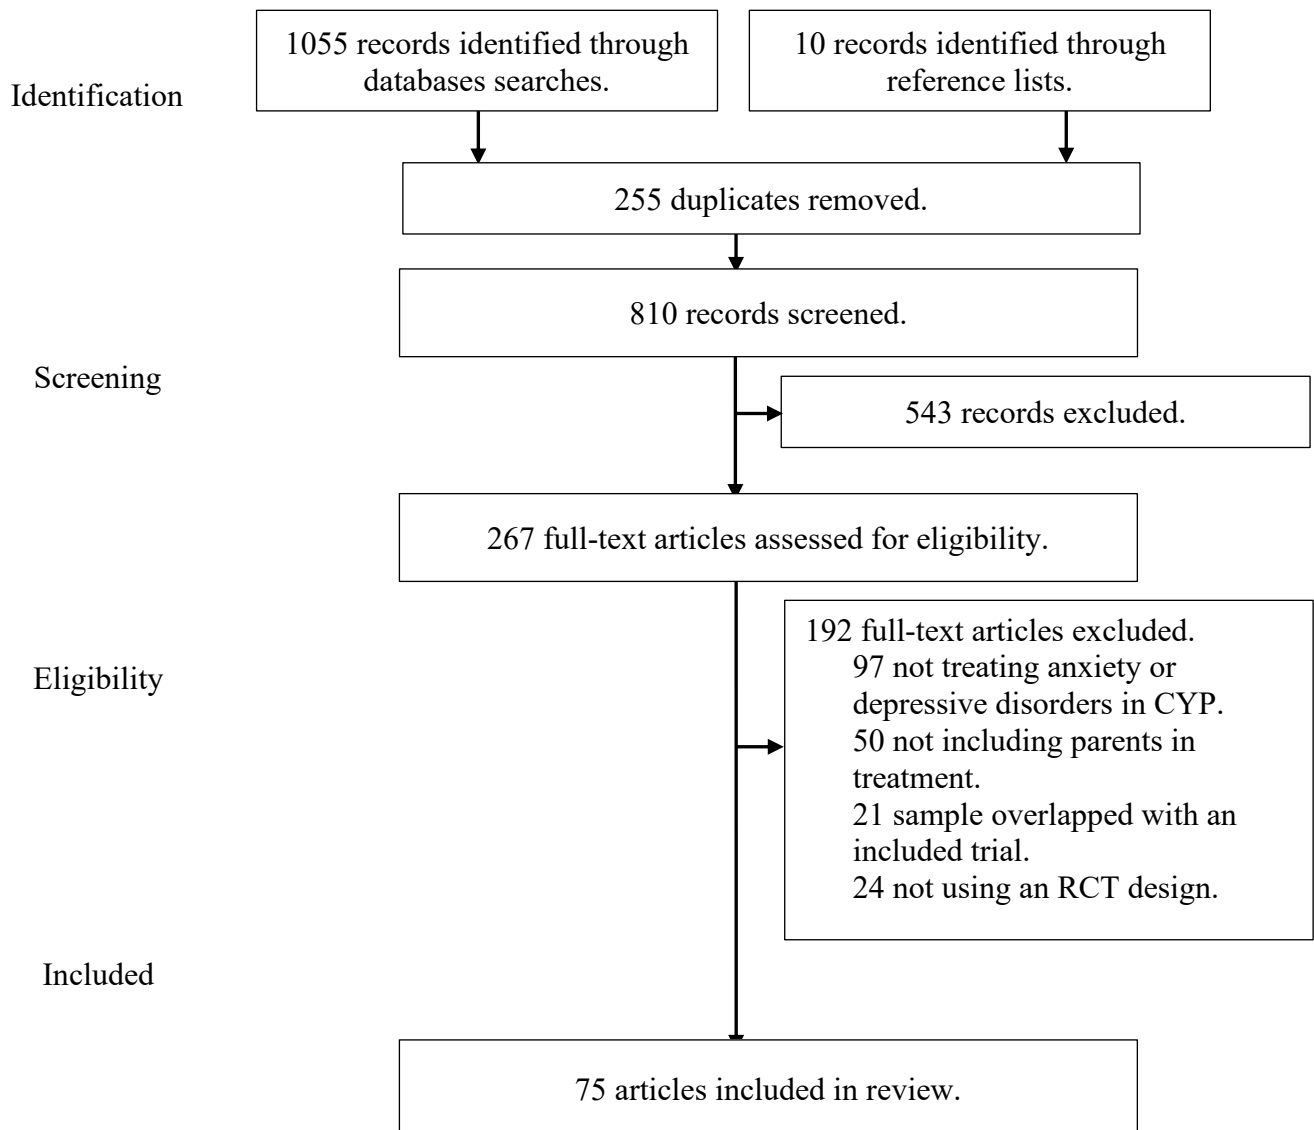 1055 records identified through
databases searches.
10 records identified through
reference lists.
Identification
255 duplicates removed.
810 records screened.
Screening
543 records excluded.
267 full-text articles assessed for eligibility.
192 full-text articles excluded.
97 not treating anxiety or
depressive disorders in CYP.
50 not including parents in
treatment.
21 sample overlapped with an
included trial.
24 not using an RCT design.
Eligibility
Included
75 articles included in review.